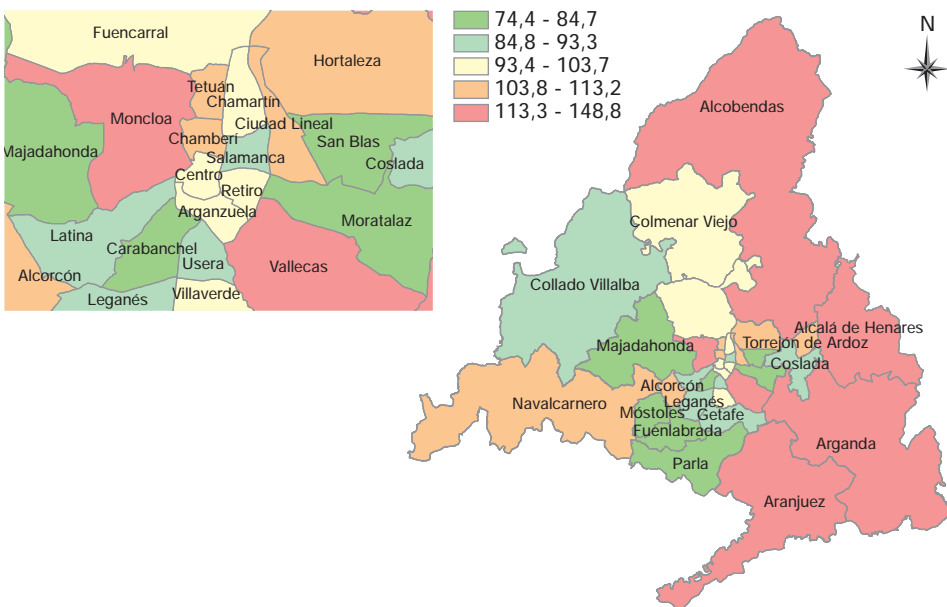 Fuencarral
Hortaleza
Tetuán
Chamartín
Moncloa
Ciudad Lineal
Chamberí
San Blas
Majadahonda
Salamanca
Coslada
Centro
Retiro
Arganzuela
Moratalaz
Latina
Carabanchel
Usera
Vallecas
Alcorcón
Leganés
Villaverde
74,4 - 84,7
84,8 - 93,3
93,4 - 103,7
103,8 - 113,2
113,3 - 148,8
N
Alcobendas
Colmenar Viejo
Collado Villalba
Alcalá de Henares
Torrejón de Ardoz
Majadahonda
Coslada
Alcorcón
Navalcarnero
Leganés
Móstoles
Getafe
Fuenlabrada
Arganda
Parla
Aranjuez